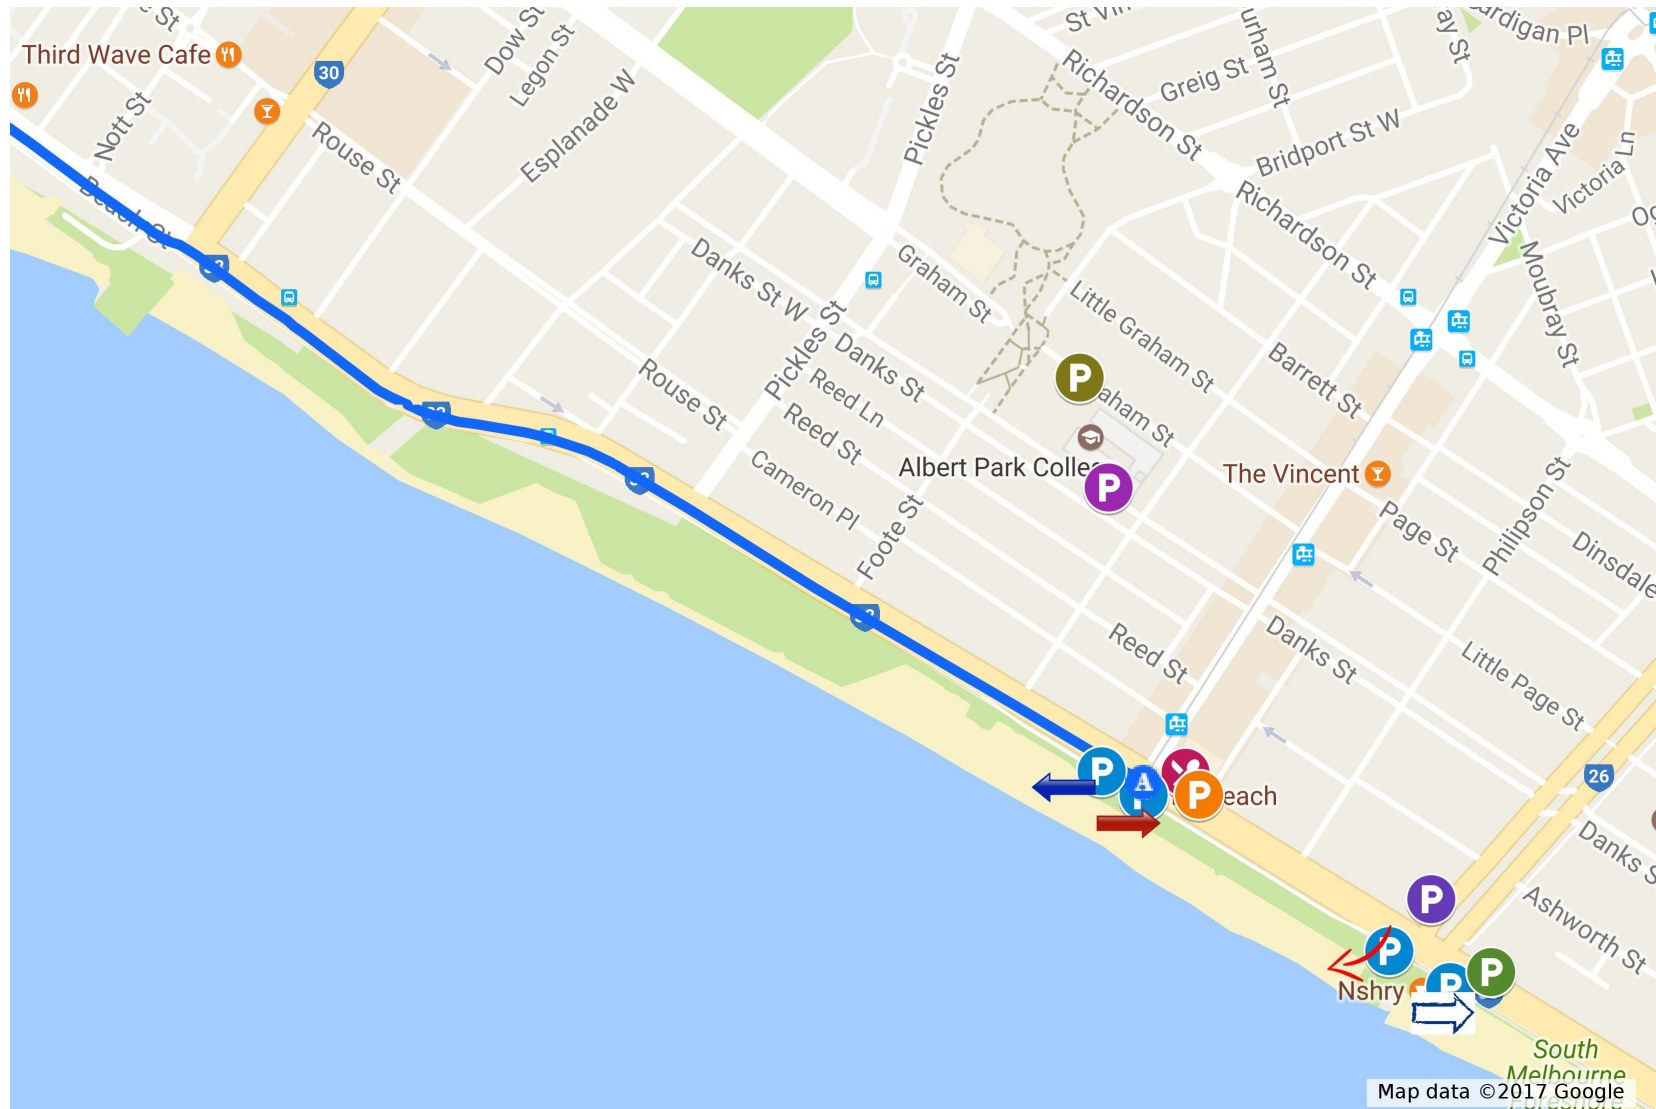 Third Wave Cafe
30
Dow St
Legon St
Esplanade W
Nott St
Rouse St
Beach St
Pickles St
Richardson St
Greig St
Bridport St W
Richardson St
Victoria Ave
Victoria Ln
Moubray St
Danks St W
Graham St
Pickles St
Danks St
Reed Ln
Reed St
Rouse St
Cameron Pl
Foote St
Little Graham St
Barrett St
P
aham St
Albert Park Colle
P
The Vincent
Page St
Philipson St
Dinsdale
Reed St
Danks St
Little Page St
26
P
A
P
each
Danks S
Ashworth St
P
P
P
P
Nshry
South
Melbourne
Foreshore
Map data ©2017 Google